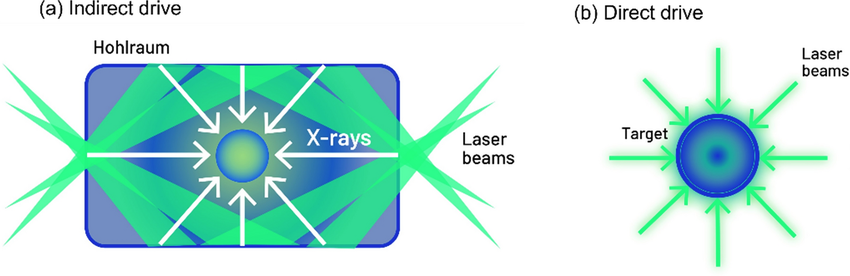 (a) Indirect drive
(b) Direct drive
Hohlraum
X-rays
Laser
beams
Laser
beams
Target